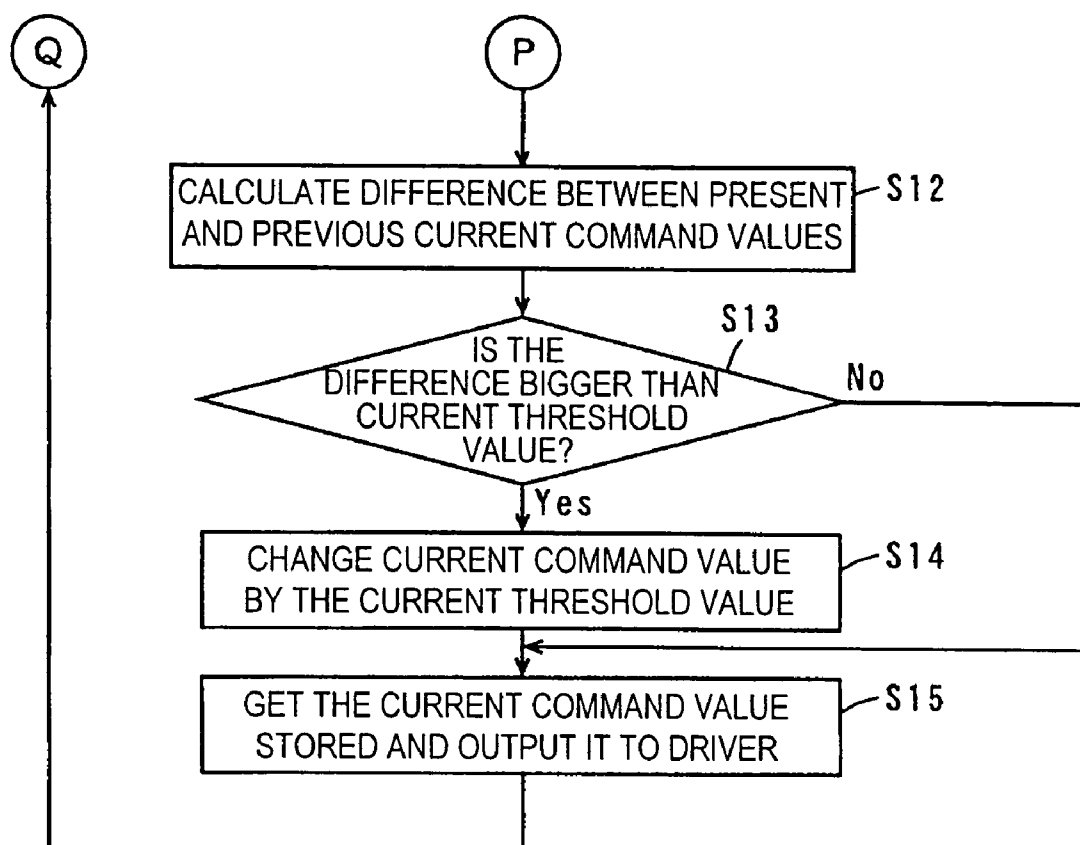 Q
P
CALCULATE DIFFERENCE BETWEEN PRESENT
AND PREVIOUS CURRENT COMMAND VALUES
S12
S13
IS THE
DIFFERENCE BIGGER THAN
CURRENT THRESHOLD
VALUE?
No
Yes
CHANGE CURRENT COMMAND VALUE
BY THE CURRENT THRESHOLD VALUE
S14
GET THE CURRENT COMMAND VALUE
STORED AND OUTPUT IT TO DRIVER
S15